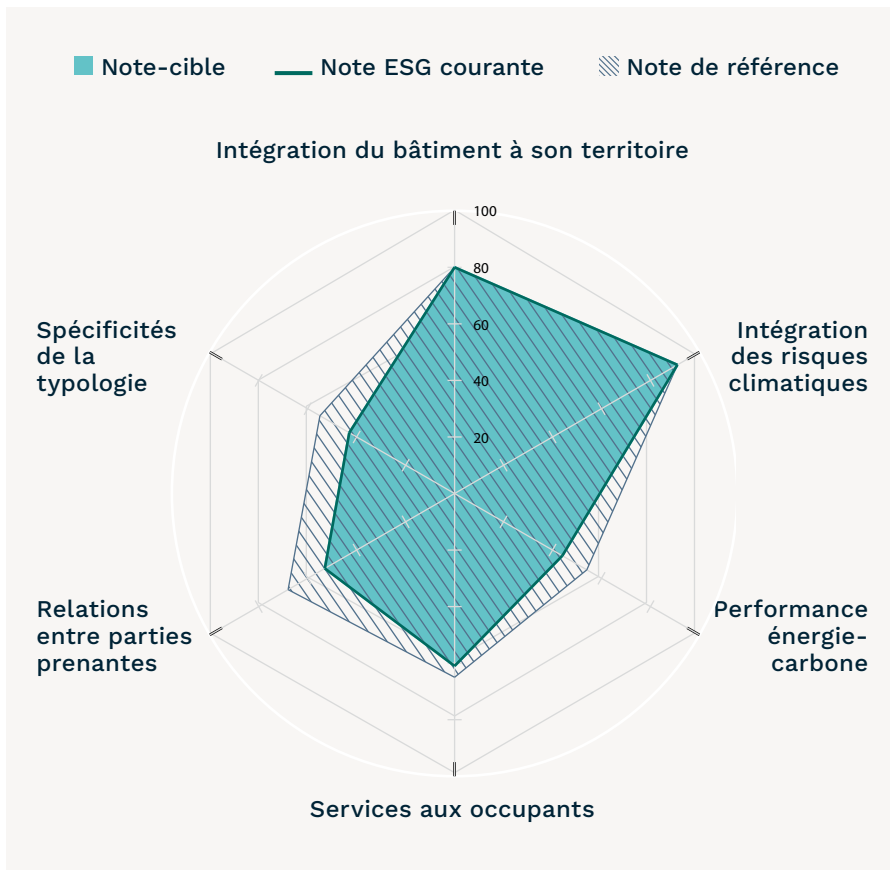 Note-cible
Note ESG courante
Note de référence
Intégration du bâtiment à son territoire
100
80
60
40
20
Spécificités
de la
typologie
Intégration
des risques
climatiques
Relations
entre parties
prenantes
Performance
énergie-
carbone
Services aux occupants